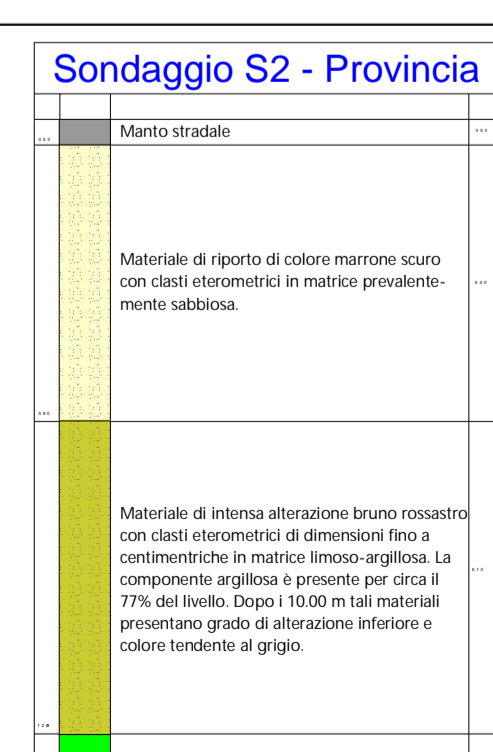 Sondaggio S2 - Provincia
Manto stradale
Materiale di riporto di colore marrone scuro
con clasti eterometrici in matrice prevalente-
mente sabbiosa.
Materiale di intensa alterazione bruno rossastro
con clasti eterometrici di dimensioni fino a
centimentriche in matrice limoso-argillosa. La
componente argillosa è presente per circa il
77% del livello. Dopo i 10.00 m tali materiali
presentano grado di alterazione inferiore e
colore tendente al grigio.